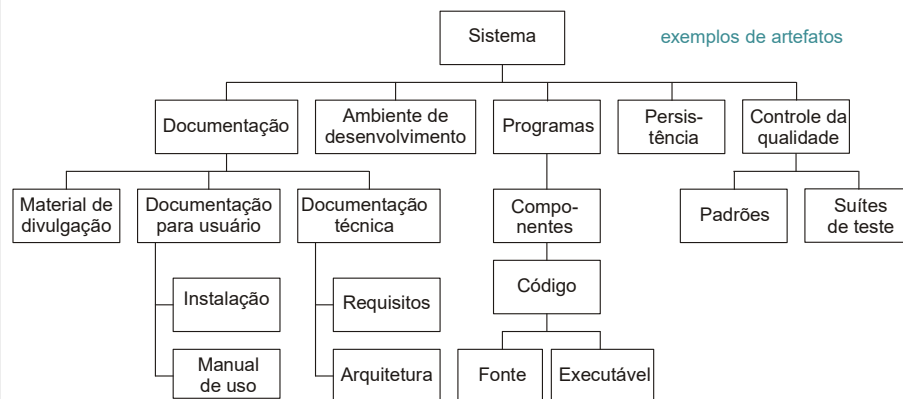 Sistema
exemplos de artefatos
Documentação
Ambiente de
desenvolvimento
Programas
Persis-
tência
Controle da
qualidade
Material de
divulgação
Documentação
para usuário
Documentação
técnica
Compo-
nentes
Padrões
Suítes
de teste
Instalação
Requisitos
Código
Manual
de uso
Arquitetura
Fonte
Executável